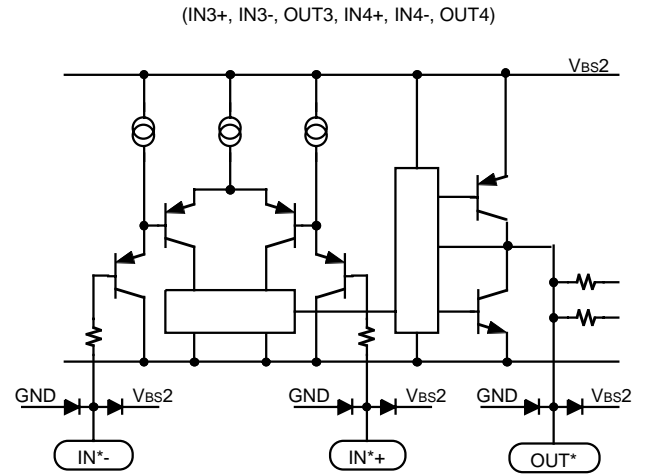 (IN3+, IN3-, OUT3, IN4+, IN4-, OUT4)
VBS2
GND VBS2 GND VBS2 GND VBS2
IN*- IN*+ OUT*